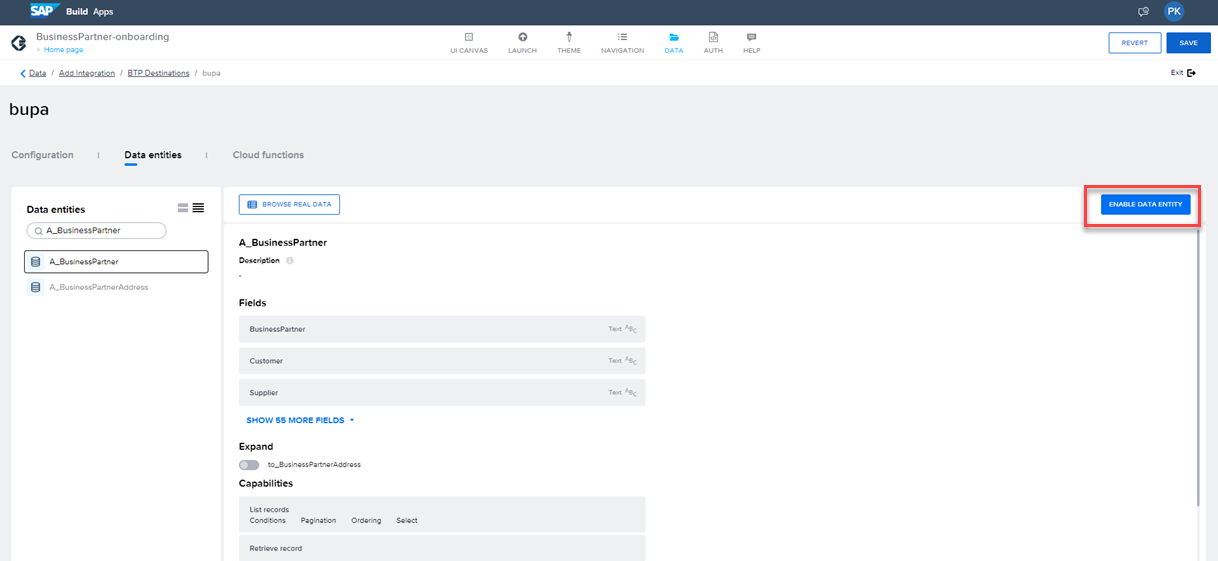 SAP Build Apps
PK
BusinessPartner-onboarding
› Home page
UI CANVAS
LAUNCH
THEME
NAVIGATION
DATA
AUTH
HELP
REVERT
SAVE
Data / Add Integration / BTP Destinations / bupa
Exit
bupa
Configuration
Data entities
Cloud functions
Data entities
A_BusinessPartner
A_BusinessPartner
A_BusinessPartnerAddress
BROWSE REAL DATA
ENABLE DATA ENTITY
A_BusinessPartner
Description
-
Fields
BusinessPartner Text ABC
Customer Text ABC
Supplier Text ABC
SHOW 55 MORE FIELDS
Expand
to_BusinessPartnerAddress
Capabilities
List records
Conditions Pagination Ordering Select
Retrieve record